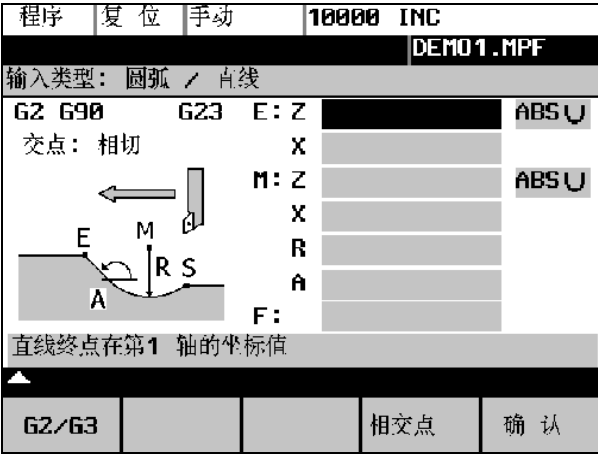 程序 复 位 手动 10000 INC
DEMO1.MPF
输入类型： 圆弧 / 直线
G2 G90 G23 E: Z ABS
交点： 相切 X
M: Z ABS
X
E M
R S R
A A
F:
直线终点在第1 轴的坐标值
G2/G3 相交点 确 认